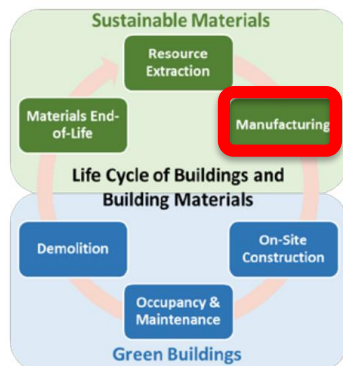 Sustainable Materials
Resource
Extraction
Materials End-
of-Life
Manufacturing
Life Cycle of Buildings and
Building Materials
Demolition
On-Site
Construction
Occupancy &
Maintenance
Green Buildings